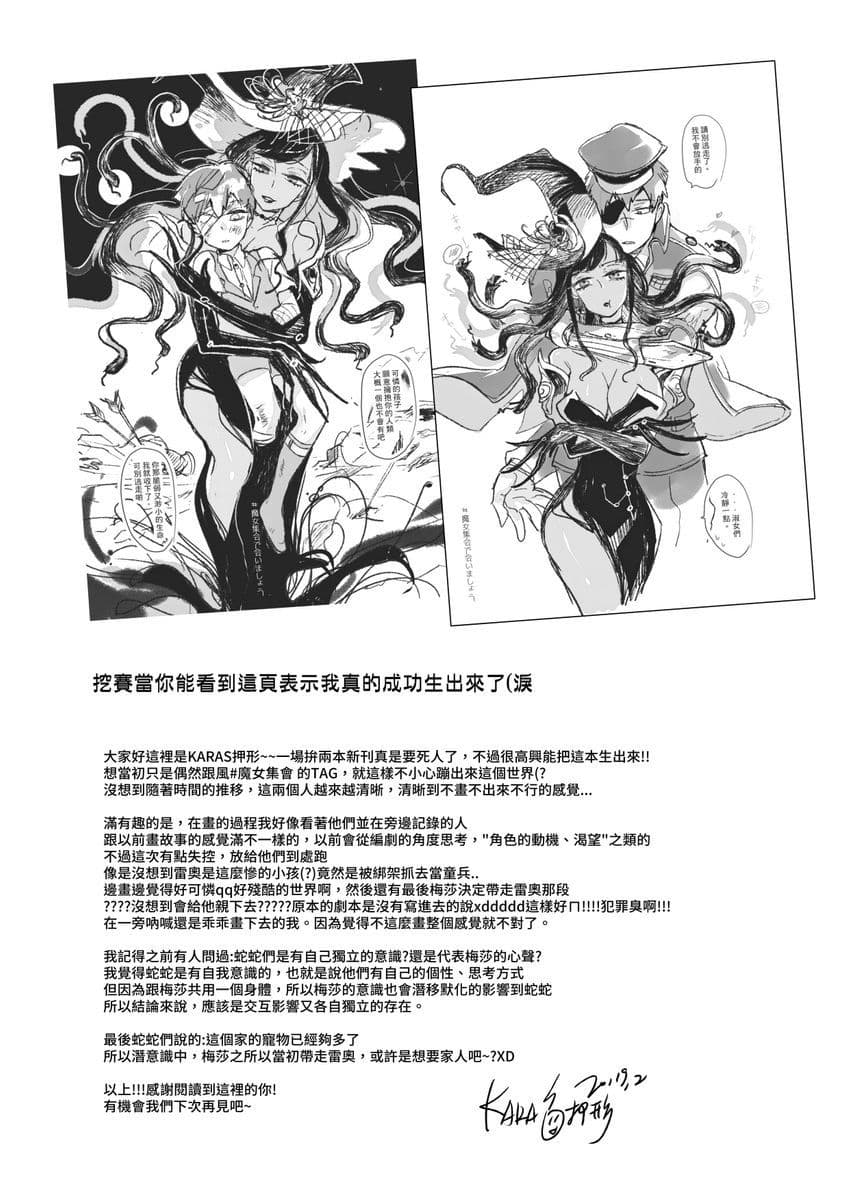 請別逃走了。
我不會放手的
可憐的孩子
願意擁抱你的人類
大概一個也不會有吧
你那脆弱又渺小的生命
我就收下了。
可別逃走喲
#魔女集会で会いましょう
．．淑女們
冷靜一點。
#魔女集会で会いましょう
挖賽當你能看到這頁表示我真的成功生出來了(淚
大家好這裡是KARAS押形~~一場拚兩本新刊真是要死人了，不過很高興能把這本生出來!!
想當初只是偶然跟風#魔女集會 的TAG，就這樣不小心蹦出來這個世界(?
沒想到隨著時間的推移，這兩個人越來越清晰，清晰到不畫不出來不行的感覺...
滿有趣的是，在畫的過程我好像看著他們並在旁邊記錄的人
跟以前畫故事的感覺滿不一樣的，以前會從編劇的角度思考，"角色的動機、渴望"之類的
不過這次有點失控，放給他們到處跑
像是沒想到雷奧是這麼慘的小孩(?)竟然是被綁架抓去當童兵..
邊畫邊覺得好可憐qq好殘酷的世界啊，然後還有最後梅莎決定帶走雷奧那段
????沒想到會給他親下去?????原本的劇本是沒有寫進去的說xddddd這樣好ㄇ!!!!犯罪臭啊!!!
在一旁吶喊還是乖乖畫下去的我。因為覺得不這麼畫整個感覺就不對了。
我記得之前有人問過:蛇蛇們是有自己獨立的意識?還是代表梅莎的心聲?
我覺得蛇蛇是有自我意識的，也就是說他們有自己的個性、思考方式
但因為跟梅莎共用一個身體，所以梅莎的意識也會潛移默化的影響到蛇蛇
所以結論來說，應該是交互影響又各自獨立的存在。
最後蛇蛇們說的:這個家的寵物已經夠多了
所以潛意識中，梅莎之所以當初帶走雷奧，或許是想要家人吧~?XD
以上!!!感謝閱讀到這裡的你!
有機會我們下次再見吧~
2019.2
KARA 押形